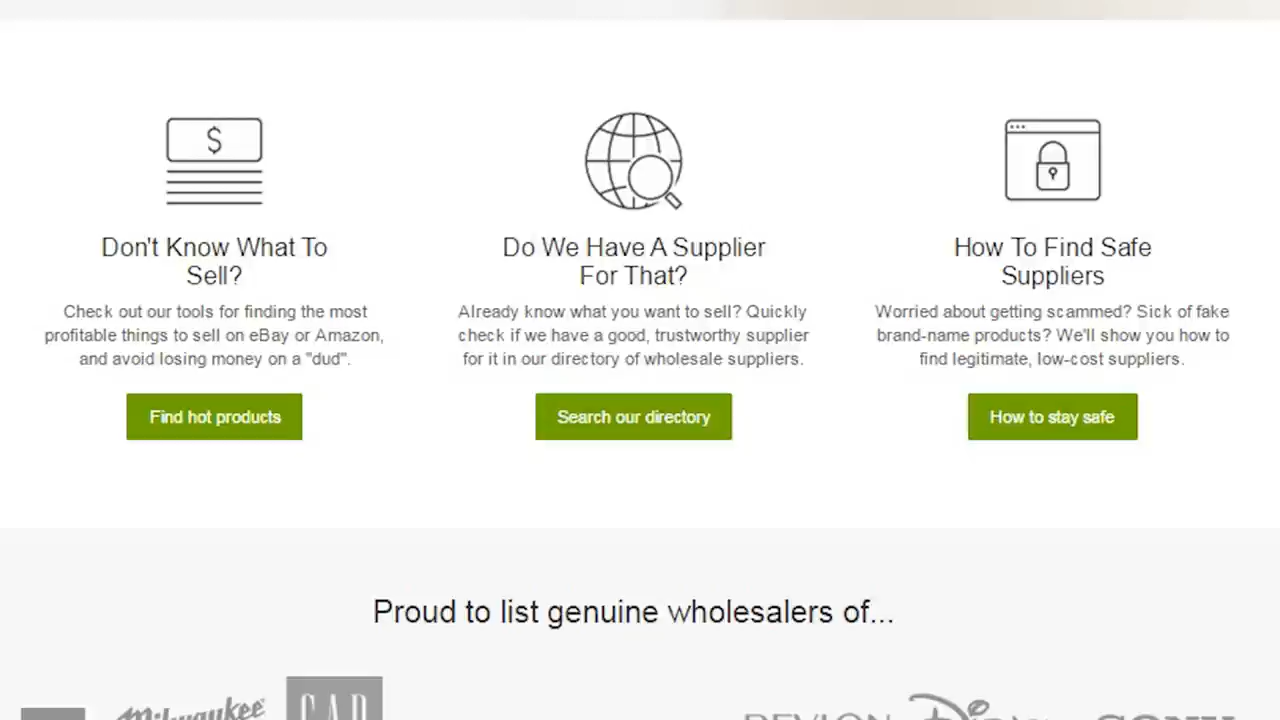 $
Don't Know What To
Sell?
Check out our tools for finding the most
profitable things to sell on eBay or Amazon,
and avoid losing money on a "dud".
Find hot products
Do We Have A Supplier
For That?
Already know what you want to sell? Quickly
check if we have a good, trustworthy supplier
for it in our directory of wholesale suppliers.
Search our directory
How To Find Safe
Suppliers
Worried about getting scammed? Sick of fake
brand-name products? We'll show you how to
find legitimate, low-cost suppliers.
How to stay safe
Proud to list genuine wholesalers of...
Milwaukee
GAP
REVLON
Disney
SONY